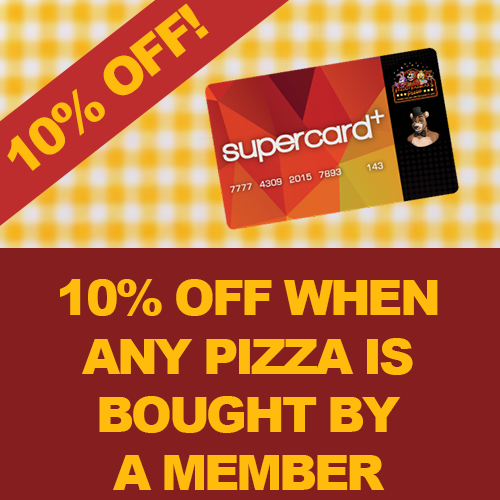 10% OFF!
supercard+
7777 4309 2015 7893 143
10% OFF WHEN
ANY PIZZA IS
BOUGHT BY
A MEMBER